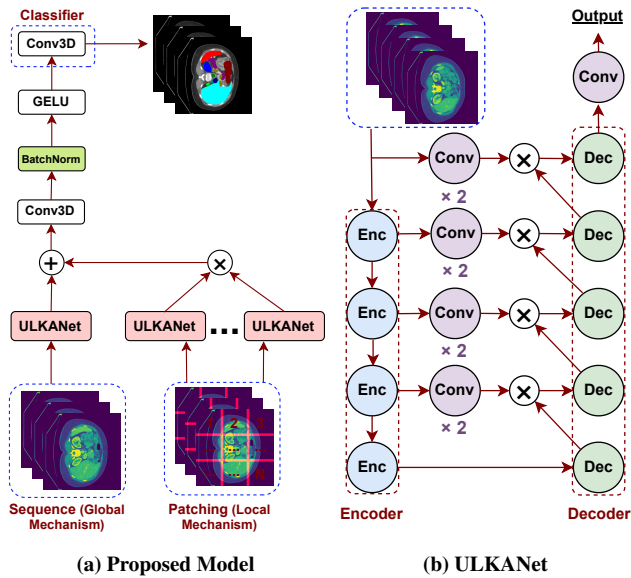 Classifier
Conv3D
GELU
BatchNorm
Conv3D
+
×
ULKANet
ULKANet ... ULKANet
2
Sequence (Global
Mechanism)
Patching (Local
Mechanism)
(a) Proposed Model
Output
Conv
Conv
×
Dec
× 2
Enc
Conv
×
Dec
× 2
Enc
Conv
×
Dec
× 2
Enc
Conv
×
Dec
× 2
Enc
Dec
Encoder
Decoder
(b) ULKANet